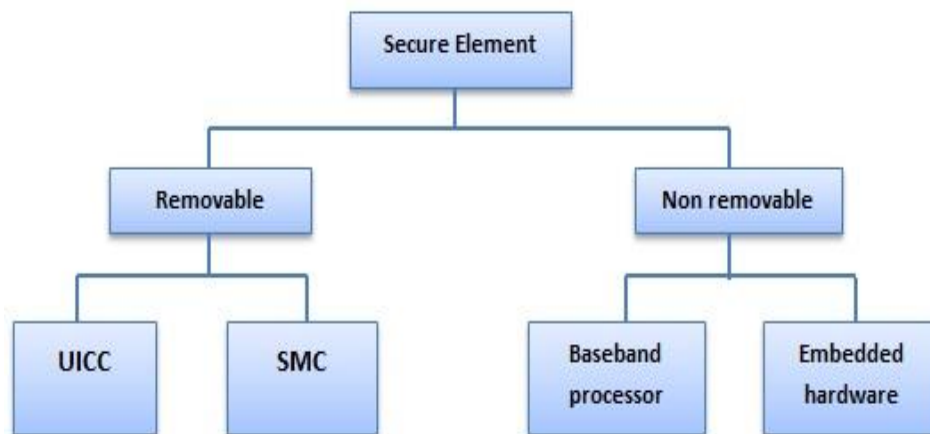 Secure Element
Removable
Non removable
UICC
SMC
Baseband
processor
Embedded
hardware